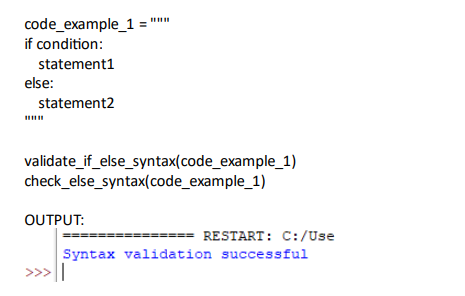 code_example_1 = """
if condition:
    statement1
else:
    statement2
"""
validate_if_else_syntax(code_example_1)
check_else_syntax(code_example_1)
OUTPUT:
=============== RESTART: C:/Use
Syntax validation successful
>>>